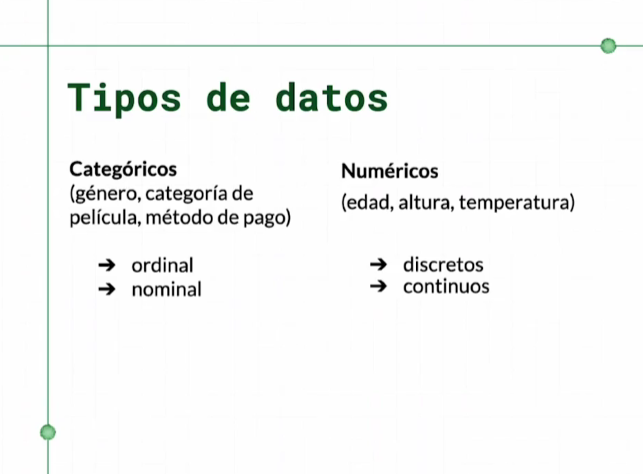 Tipos de datos
Categóricos
(género, categoría de
película, método de pago)
➔ ordinal
➔ nominal
Numéricos
(edad, altura, temperatura)
➔ discretos
➔ continuos